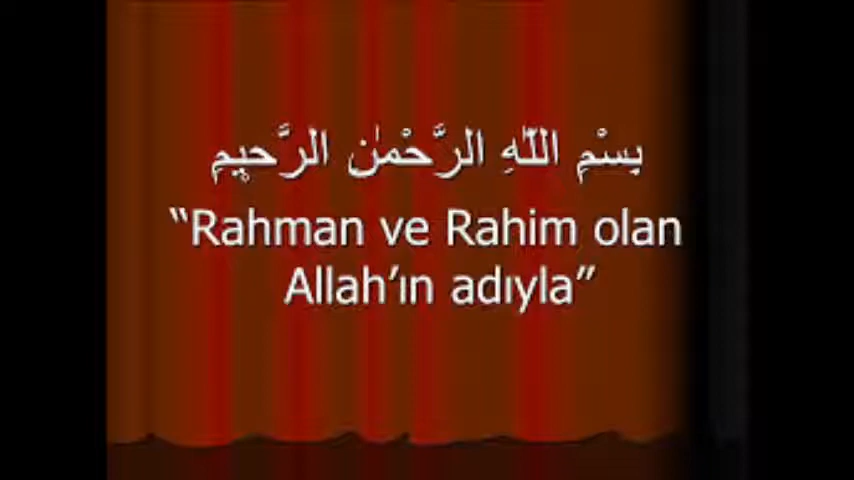 بِسْمِ اللّٰهِ الرَّحْمٰنِ الرَّحٖيمِ
“Rahman ve Rahim olan
Allah’ın adıyla”